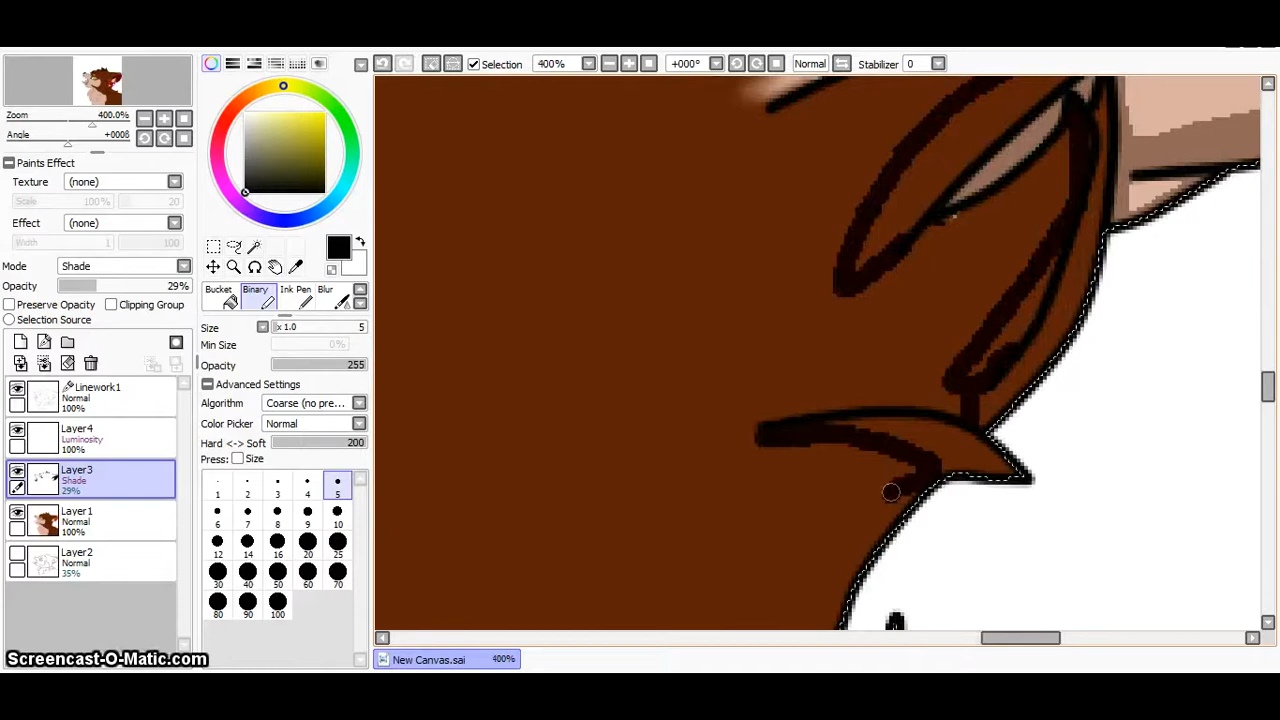 Selection 400% +000° Normal Stabilizer 0
Zoom 400.0%
Angle +000°
Paints Effect
Texture (none)
Scale 100% 20
Effect (none)
Width 1 100
Mode Shade
Opacity 29%
Preserve Opacity Clipping Group
Selection Source
Linework1
Normal
100%
Layer4
Luminosity
100%
Layer3
Shade
29%
Layer1
Normal
100%
Layer2
Normal
35%
Bucket Binary Ink Pen Blur
Size x 1.0 5
Min Size 0%
Opacity 255
Advanced Settings
Algorithm Coarse (no pre...
Color Picker Normal
Hard <-> Soft 200
Press: Size
1 2 3 4 5
6 7 8 9 10
12 14 16 20 25
30 40 50 60 70
80 90 100
Screencast-O-Matic.com
New Canvas.sai 400%